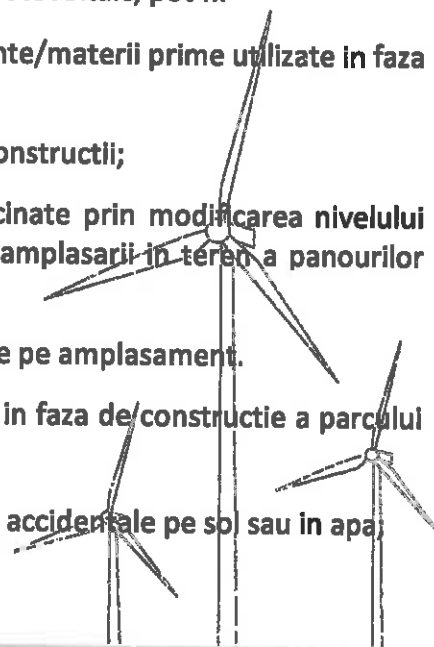 nte/materii prime utilizate in faza
onstructii;
cinate prin modificarea nivelului
amplasarii in teren a panourilor
e pe amplasament.
in faza de constructie a parcului
accidentale pe sol sau in apa;